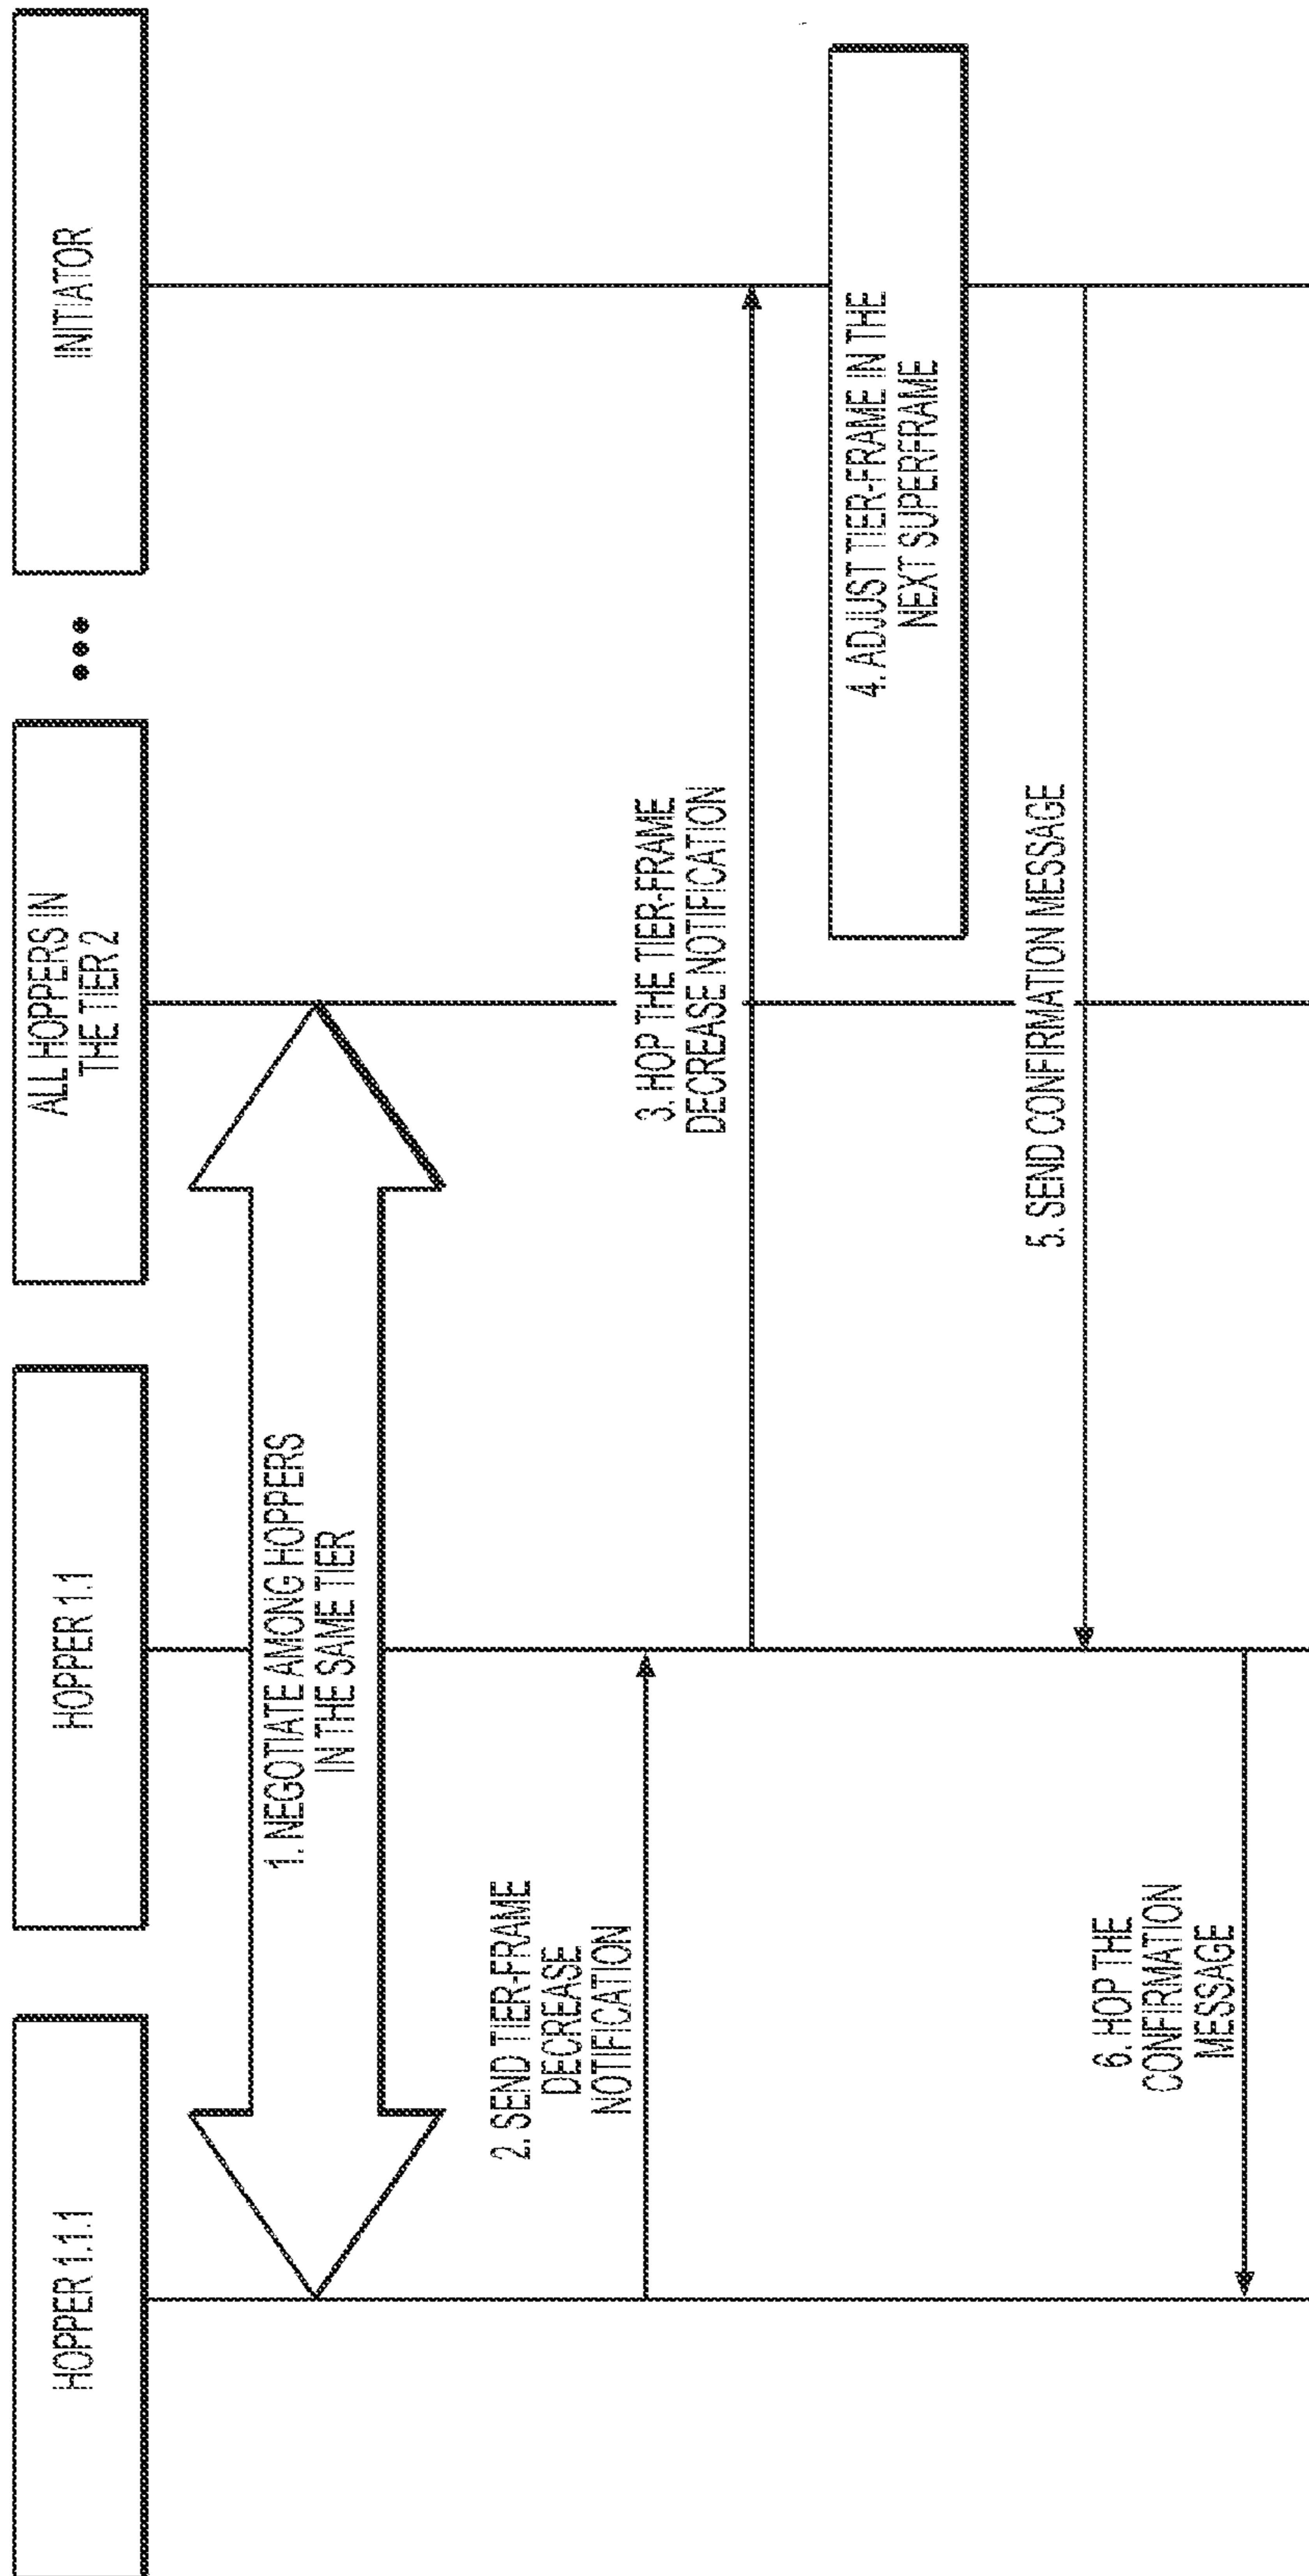 HOPPER 1.1.1
HOPPER 1.1
ALL HOPPERS IN
THE TIER 2
INITIATOR
1. NEGOTIATE AMONG HOPPERS
IN THE SAME TIER
2. SEND TIER-FRAME
DECREASE
NOTIFICATION
3. HOP THE TIER-FRAME
DECREASE NOTIFICATION
4. ADJUST TIER-FRAME IN THE
NEXT SUPERFRAME
5. SEND CONFIRMATION MESSAGE
6. HOP THE
CONFIRMATION
MESSAGE